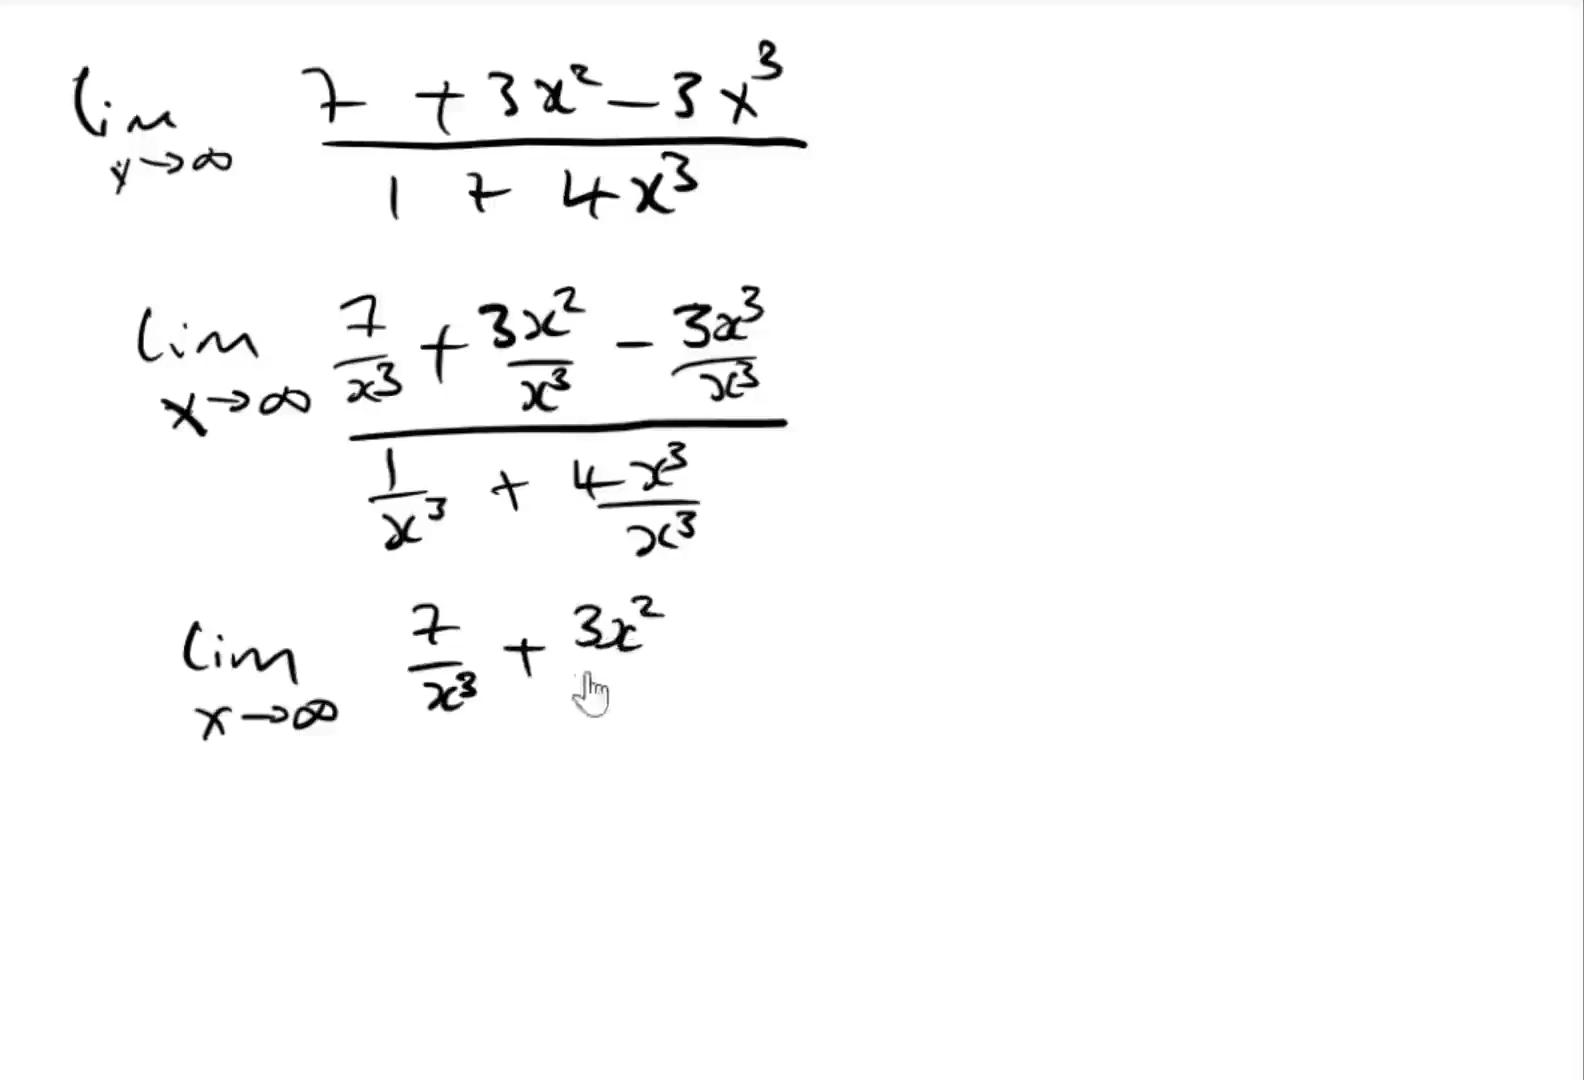 lim x→∞ (7 + 3x² − 3x³) / (1 + 4x³)
lim x→∞ (7/x³ + 3x²/x³ − 3x³/x³) / (1/x³ + 4x³/x³)
lim x→∞ 7/x³ + 3x²